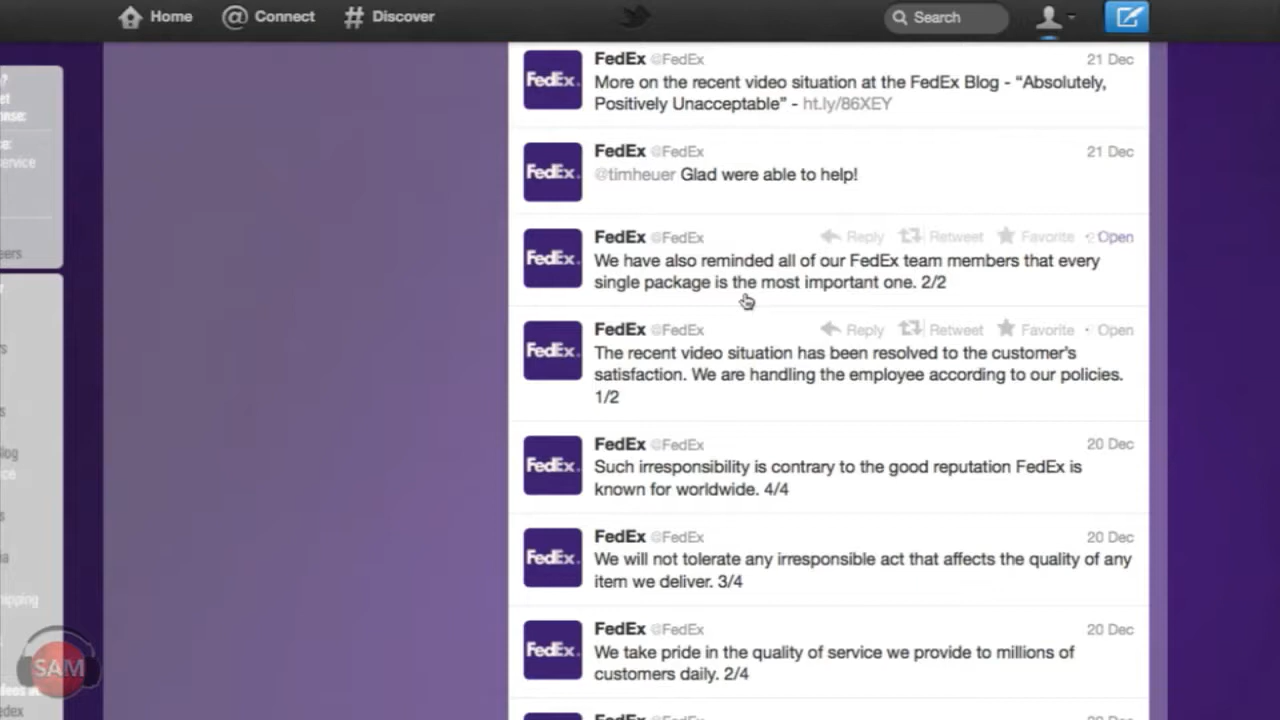 Home
Connect
Discover
Search
FedEx @FedEx 21 Dec
More on the recent video situation at the FedEx Blog - “Absolutely,
Positively Unacceptable” - ht.ly/86XEY
FedEx @FedEx 21 Dec
@timheuer Glad were able to help!
FedEx @FedEx Reply Retweet Favorite Open
We have also reminded all of our FedEx team members that every
single package is the most important one. 2/2
FedEx @FedEx Reply Retweet Favorite · Open
The recent video situation has been resolved to the customer's
satisfaction. We are handling the employee according to our policies.
1/2
FedEx @FedEx 20 Dec
Such irresponsibility is contrary to the good reputation FedEx is
known for worldwide. 4/4
FedEx @FedEx 20 Dec
We will not tolerate any irresponsible act that affects the quality of any
item we deliver. 3/4
FedEx @FedEx 20 Dec
We take pride in the quality of service we provide to millions of
customers daily. 2/4
FedEx.
FedEx.
FedEx.
FedEx.
FedEx.
FedEx.
FedEx.
service
SAM